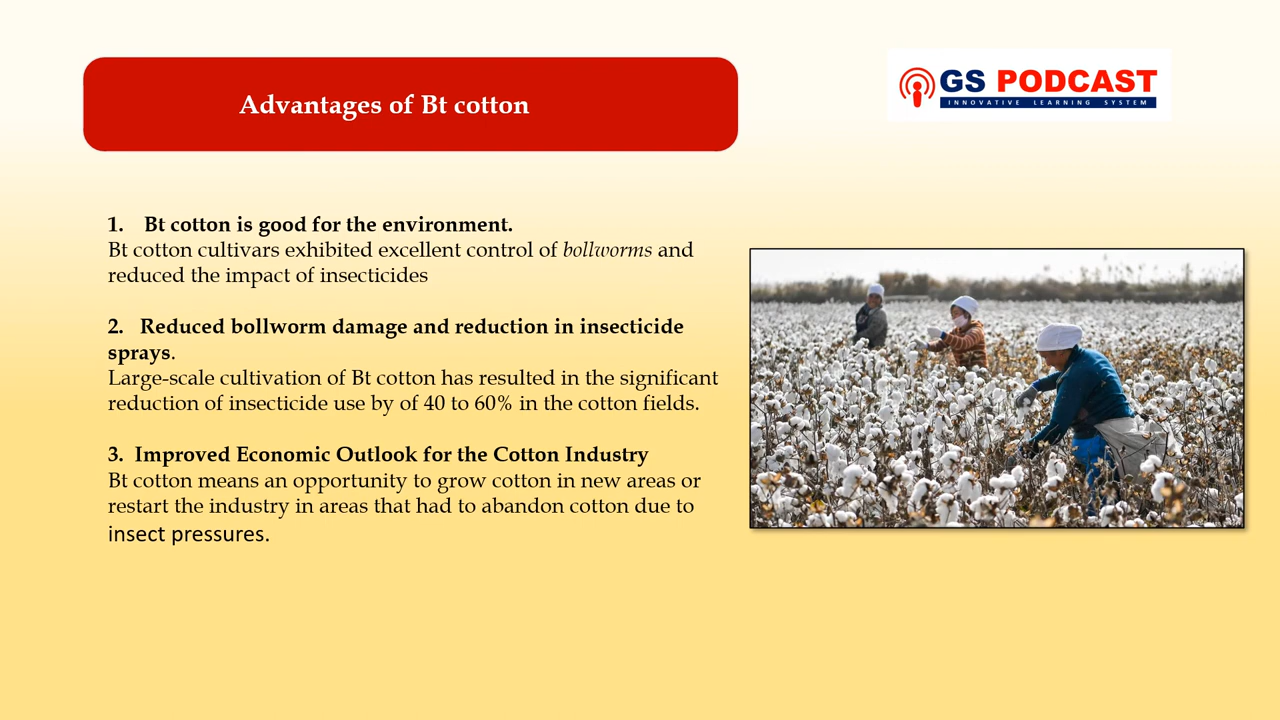 Advantages of Bt cotton
GS PODCAST
INNOVATIVE LEARNING SYSTEM
1. Bt cotton is good for the environment.
Bt cotton cultivars exhibited excellent control of bollworms and
reduced the impact of insecticides
2. Reduced bollworm damage and reduction in insecticide
sprays.
Large-scale cultivation of Bt cotton has resulted in the significant
reduction of insecticide use by of 40 to 60% in the cotton fields.
3. Improved Economic Outlook for the Cotton Industry
Bt cotton means an opportunity to grow cotton in new areas or
restart the industry in areas that had to abandon cotton due to
insect pressures.